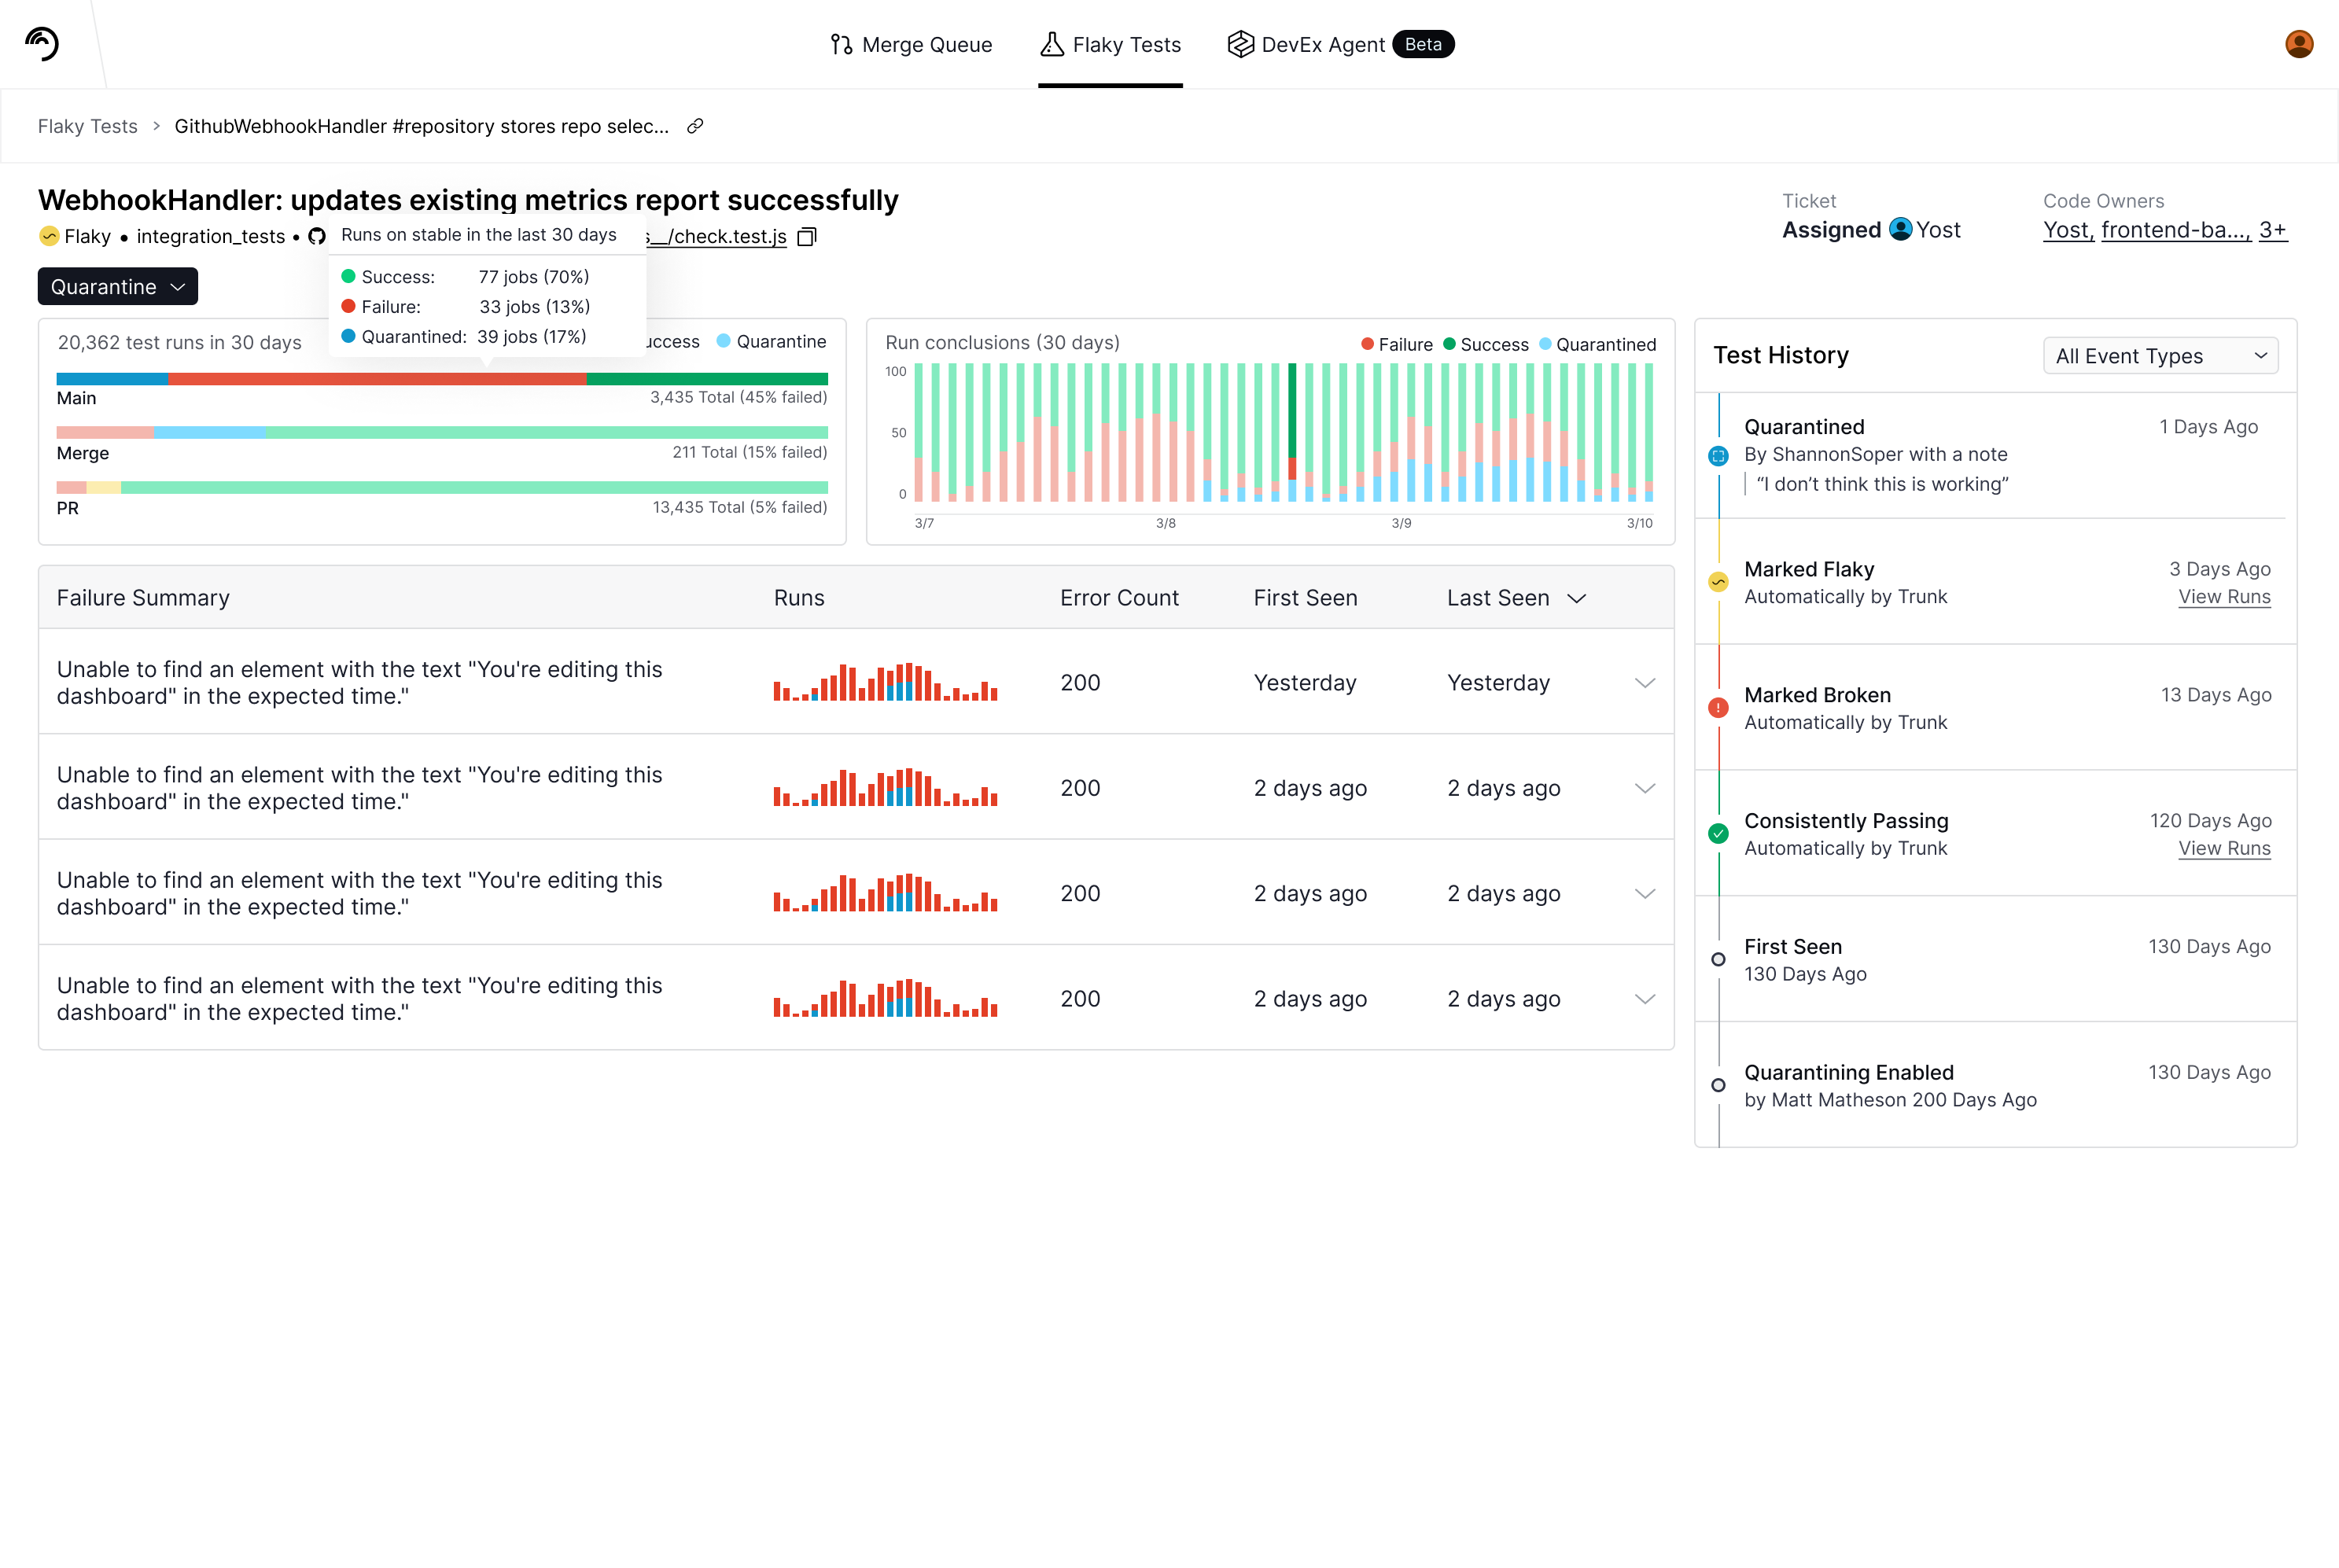 Merge Queue
Flaky Tests
DevEx Agent Beta
Flaky Tests > GithubWebhookHandler #repository stores repo selec...
WebhookHandler: updates existing metrics report successfully
Flaky • integration_tests •
s__/check.test.js
Ticket
Assigned Yost
Code Owners
Yost, frontend-ba..., 3+
Runs on stable in the last 30 days
Success: 77 jobs (70%)
Failure: 33 jobs (13%)
Quarantined: 39 jobs (17%)
Quarantine
20,362 test runs in 30 days
uccess Quarantine
Main
3,435 Total (45% failed)
Merge
211 Total (15% failed)
PR
13,435 Total (5% failed)
Run conclusions (30 days)
Failure Success Quarantined
100
50
0
3/7 3/8 3/9 3/10
Failure Summary Runs Error Count First Seen Last Seen
Unable to find an element with the text "You're editing this
dashboard" in the expected time."
200 Yesterday Yesterday
Unable to find an element with the text "You're editing this
dashboard" in the expected time."
200 2 days ago 2 days ago
Unable to find an element with the text "You're editing this
dashboard" in the expected time."
200 2 days ago 2 days ago
Unable to find an element with the text "You're editing this
dashboard" in the expected time."
200 2 days ago 2 days ago
Test History
All Event Types
Quarantined 1 Days Ago
By ShannonSoper with a note
“I don’t think this is working”
Marked Flaky 3 Days Ago
Automatically by Trunk View Runs
Marked Broken 13 Days Ago
Automatically by Trunk
Consistently Passing 120 Days Ago
Automatically by Trunk View Runs
First Seen 130 Days Ago
130 Days Ago
Quarantining Enabled 130 Days Ago
by Matt Matheson 200 Days Ago